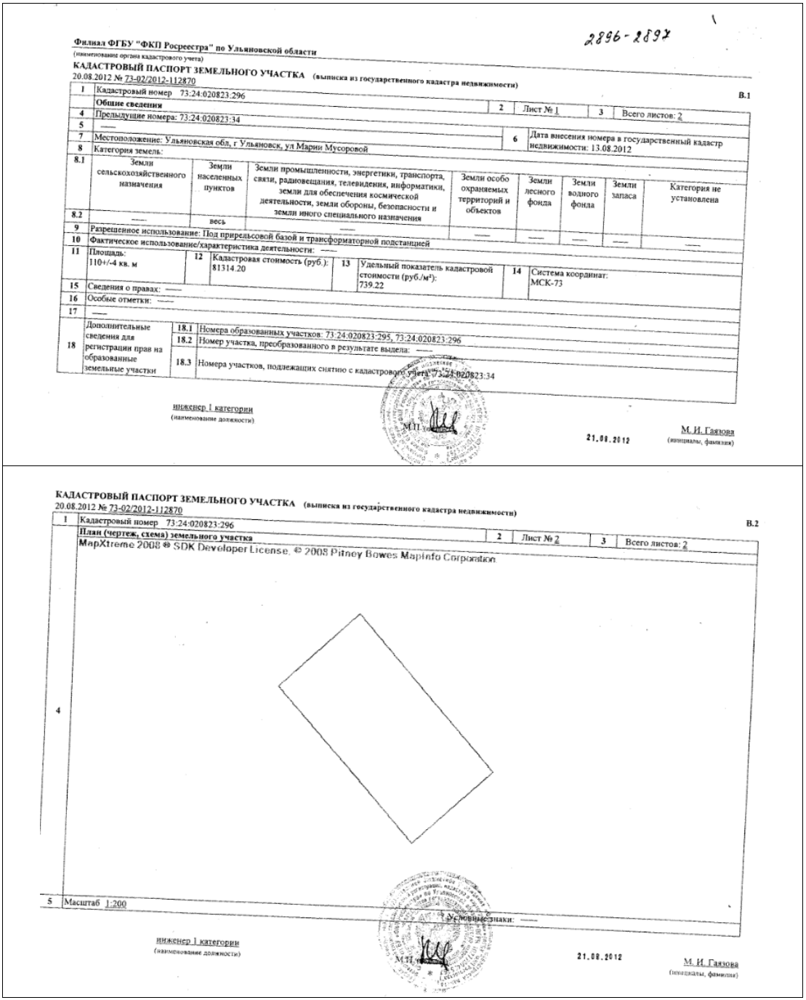 2896-2897
Филиал ФГБУ "ФКП Росреестра" по Ульяновской области
(наименование органа кадастрового учета)
КАДАСТРОВЫЙ ПАСПОРТ ЗЕМЕЛЬНОГО УЧАСТКА (выписка из государственного кадастра недвижимости)
20.08.2012 № 73-02/2012-112870
В.1
1 Кадастровый номер 73:24:020823:296 2 Лист № 1 3 Всего листов: 2
Общие сведения
4 Предыдущие номера: 73:24:020823:34
5 —— 6 Дата внесения номера в государственный кадастр
недвижимости: 13.08.2012
7 Местоположение: Ульяновская обл, г Ульяновск, ул Марии Мусоровой
8 Категория земель:
8.1 Земли
сельскохозяйственного
назначения
Земли
населенных
пунктов
Земли промышленности, энергетики, транспорта,
связи, радиовещания, телевидения, информатики,
земли для обеспечения космической
деятельности, земли обороны, безопасности и
земли иного специального назначения
Земли особо
охраняемых
территорий и
объектов
Земли
лесного
фонда
Земли
водного
фонда
Земли
запаса
Категория не
установлена
8.2 —— весь —— —— —— —— —— ——
9 Разрешенное использование: Под прирельсовой базой и трансформаторной подстанцией
10 Фактическое использование/характеристика деятельности: ——
11 Площадь:
110+/-4 кв. м
12 Кадастровая стоимость (руб.):
81314.20
13 Удельный показатель кадастровой
стоимости (руб./м²):
739.22
14 Система координат:
МСК-73
15 Сведения о правах: ——
16 Особые отметки: ——
17 ——
18 Дополнительные
сведения для
регистрации прав на
образованные
земельные участки
18.1 Номера образованных участков: 73:24:020823:295, 73:24:020823:296
18.2 Номер участка, преобразованного в результате выдела: ——
18.3 Номера участков, подлежащих снятию с кадастрового учета: 73:24:020823:34
инженер 1 категории
(наименование должности)
М.П.
21.08.2012
М. И. Гаязова
(инициалы, фамилия)
КАДАСТРОВЫЙ ПАСПОРТ ЗЕМЕЛЬНОГО УЧАСТКА (выписка из государственного кадастра недвижимости)
20.08.2012 № 73-02/2012-112870
В.2
1 Кадастровый номер 73:24:020823:296 2 Лист № 2 3 Всего листов: 2
План (чертеж, схема) земельного участка
MapXtreme 2008 ® SDK Developer License. © 2008 Pitney Bowes MapInfo Corporation
4
5 Масштаб 1:200 Условные знаки: ——
инженер 1 категории
(наименование должности)
М.П.
21.08.2012
М. И. Гаязова
(инициалы, фамилия)